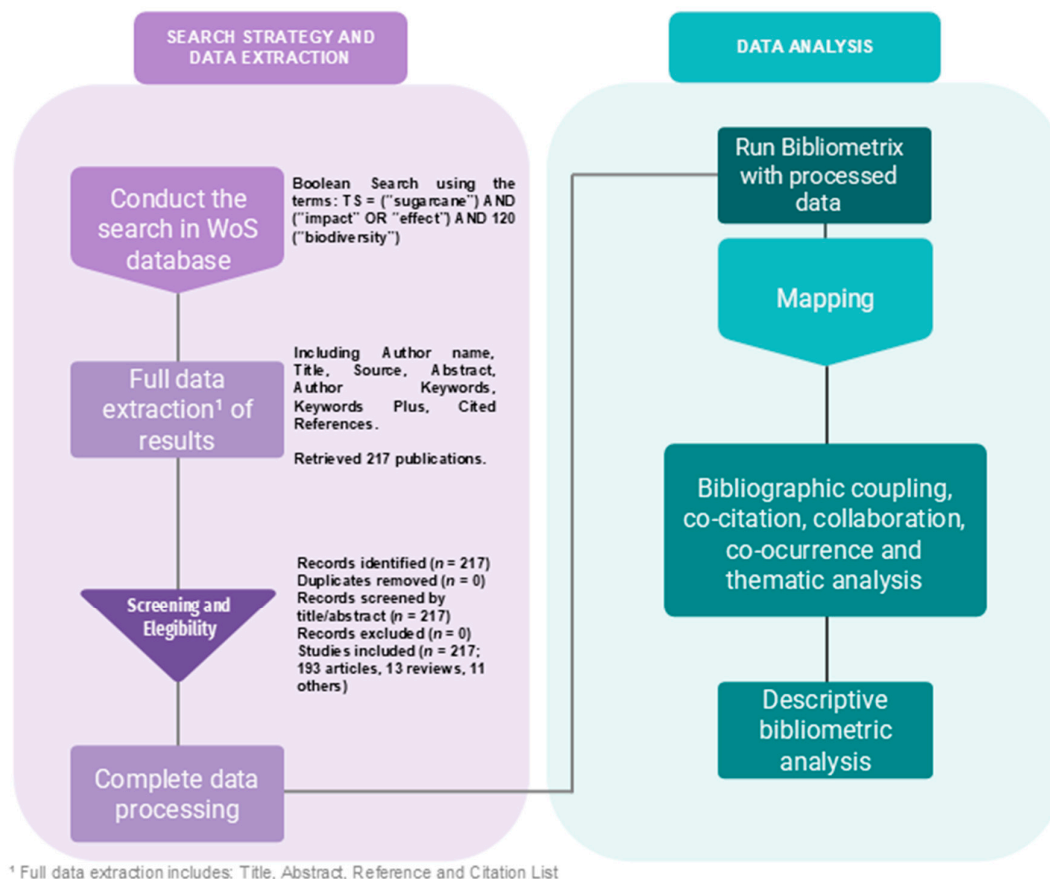 SEARCH STRATEGY AND
DATA EXTRACTION
Conduct the
search in WoS
database
Boolean Search using the
terms: TS = ("sugarcane") AND
("impact" OR "effect") AND 120
("biodiversity")
Full data
extraction¹ of
results
Including Author name,
Title, Source, Abstract,
Author Keywords,
Keywords Plus, Cited
References.
Retrieved 217 publications.
Screening and
Elegibility
Records identified (n = 217)
Duplicates removed (n = 0)
Records screened by
title/abstract (n = 217)
Records excluded (n = 0)
Studies included (n = 217;
193 articles, 13 reviews, 11
others)
Complete data
processing
DATA ANALYSIS
Run Bibliometrix
with processed
data
Mapping
Bibliographic coupling,
co-citation, collaboration,
co-ocurrence and
thematic analysis
Descriptive
bibliometric
analysis
¹ Full data extraction includes: Title, Abstract, Reference and Citation List